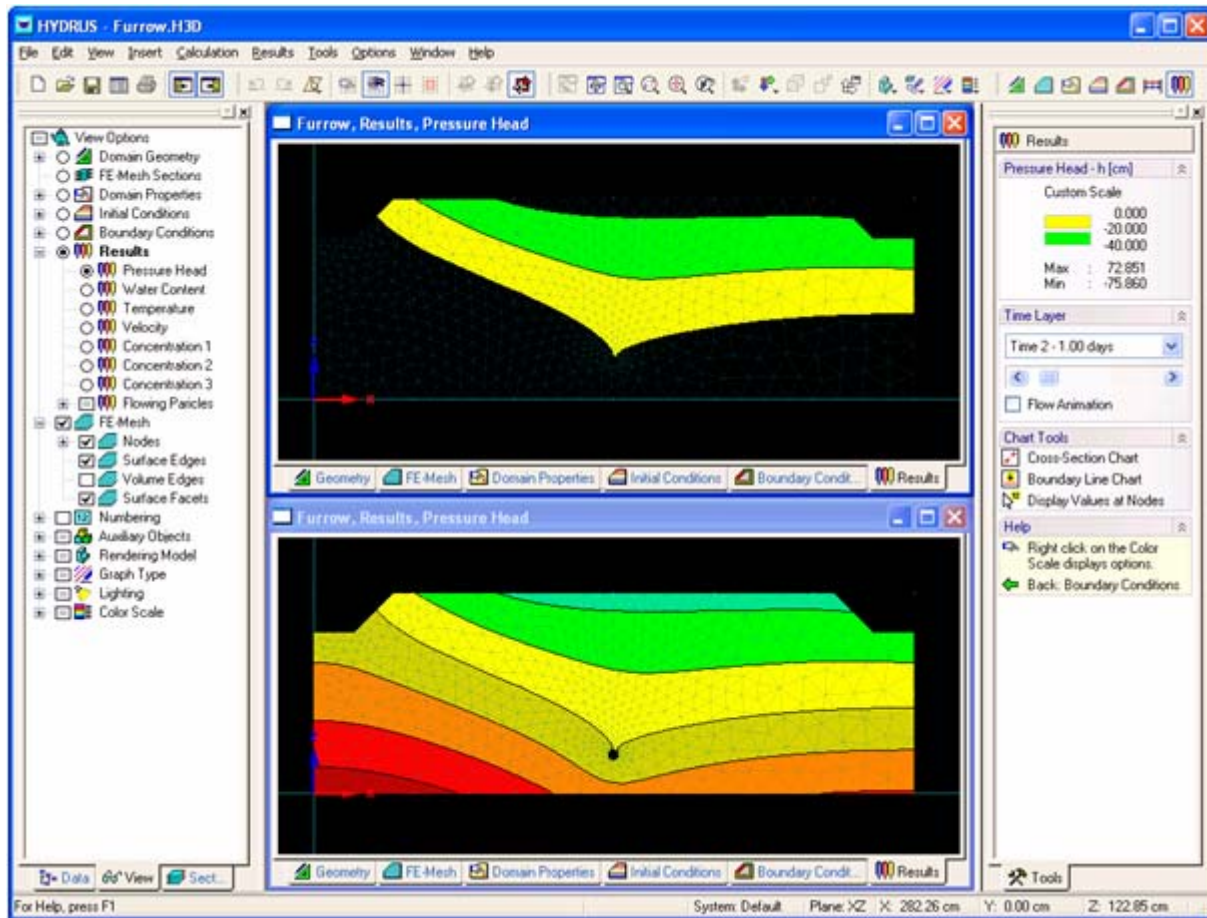 HYDRUS - Furrow.H3D
File Edit View Insert Calculation Results Tools Options Window Help
View Options
Domain Geometry
FE-Mesh Sections
Domain Properties
Initial Conditions
Boundary Conditions
Results
Pressure Head
Water Content
Temperature
Velocity
Concentration 1
Concentration 2
Concentration 3
Flowing Paricles
FE-Mesh
Nodes
Surface Edges
Volume Edges
Surface Facets
Numbering
Auxiliary Objects
Rendering Model
Graph Type
Lighting
Color Scale
Data View Sect...
Furrow, Results, Pressure Head
X
Geometry FE-Mesh Domain Properties Initial Conditions Boundary Condit... Results
Furrow, Results, Pressure Head
Geometry FE-Mesh Domain Properties Initial Conditions Boundary Condit... Results
Results
Pressure Head - h [cm]
Custom Scale
0.000
-20.000
-40.000
Max : 72.851
Min : -75.860
Time Layer
Time 2 - 1.00 days
Flow Animation
Chart Tools
Cross-Section Chart
Boundary Line Chart
Display Values at Nodes
Help
Right click on the Color
Scale displays options.
Back: Boundary Conditions
Tools
For Help, press F1 System: Default Plane: XZ X: 282.26 cm Y: 0.00 cm Z: 122.85 cm